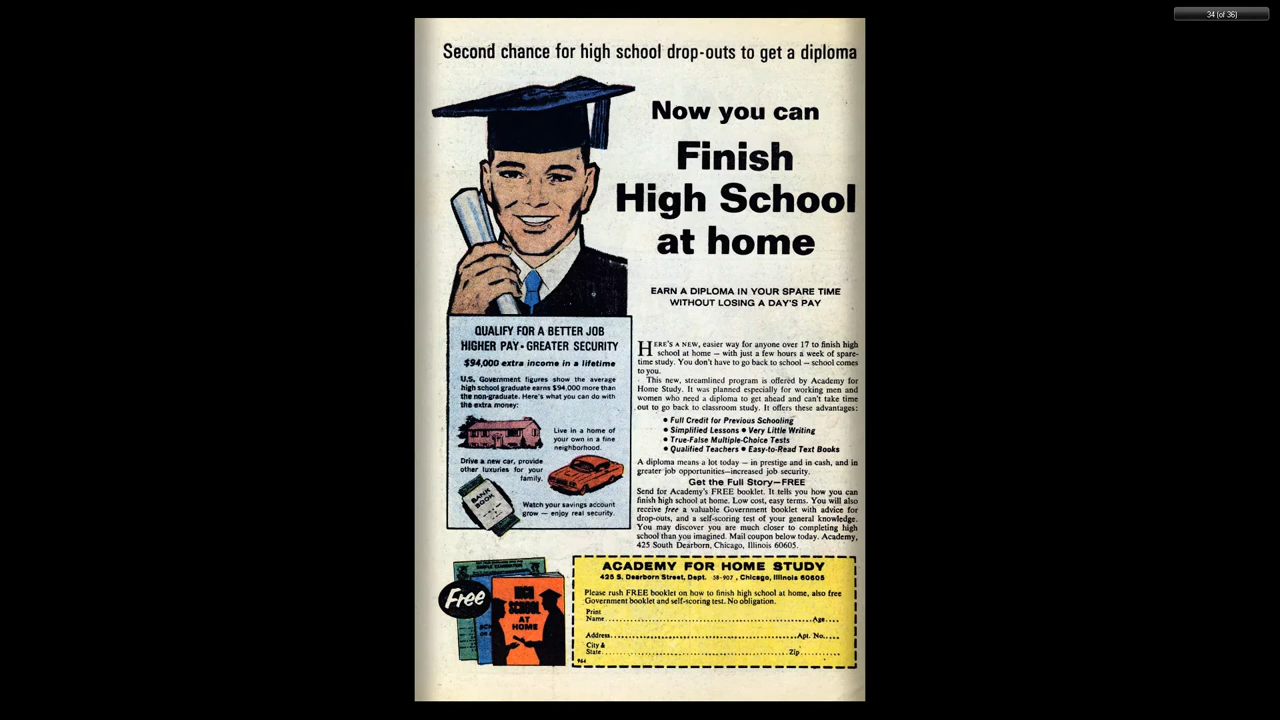 34 (of 36)
Second chance for high school drop-outs to get a diploma
Now you can
Finish
High School
at home
EARN A DIPLOMA IN YOUR SPARE TIME
WITHOUT LOSING A DAY'S PAY
QUALIFY FOR A BETTER JOB
HIGHER PAY • GREATER SECURITY
$94,000 extra income in a lifetime
U.S. Government figures show the average
high school graduate earns $94,000 more than
the non-graduate. Here's what you can do with
the extra money:
Live in a home of
your own in a fine
neighborhood.
Drive a new car, provide
other luxuries for your
family.
BANK
BOOK
Watch your savings account
grow — enjoy real security.
HERE'S A NEW, easier way for anyone over 17 to finish high
school at home — with just a few hours a week of spare-
time study. You don't have to go back to school — school comes
to you.
This new, streamlined program is offered by Academy for
Home Study. It was planned especially for working men and
women who need a diploma to get ahead and can't take time
out to go back to classroom study. It offers these advantages:
• Full Credit for Previous Schooling
• Simplified Lessons • Very Little Writing
• True-False Multiple-Choice Tests
• Qualified Teachers • Easy-to-Read Text Books
A diploma means a lot today — in prestige and in cash, and in
greater job opportunities—increased job security.
Get the Full Story—FREE
Send for Academy's FREE booklet. It tells you how you can
finish high school at home. Low cost, easy terms. You will also
receive free a valuable Government booklet with advice for
drop-outs, and a self-scoring test of your general knowledge.
You may discover you are much closer to completing high
school than you imagined. Mail coupon below today. Academy,
425 South Dearborn, Chicago, Illinois 60605.
Free
HIGH
SCHOOL
AT
HOME
ACADEMY FOR HOME STUDY
425 S. Dearborn Street, Dept. 58-907, Chicago, Illinois 60605
Please rush FREE booklet on how to finish high school at home, also free
Government booklet and self-scoring test. No obligation.
Print
Name Age
Address Apt. No.
City &
State Zip
964